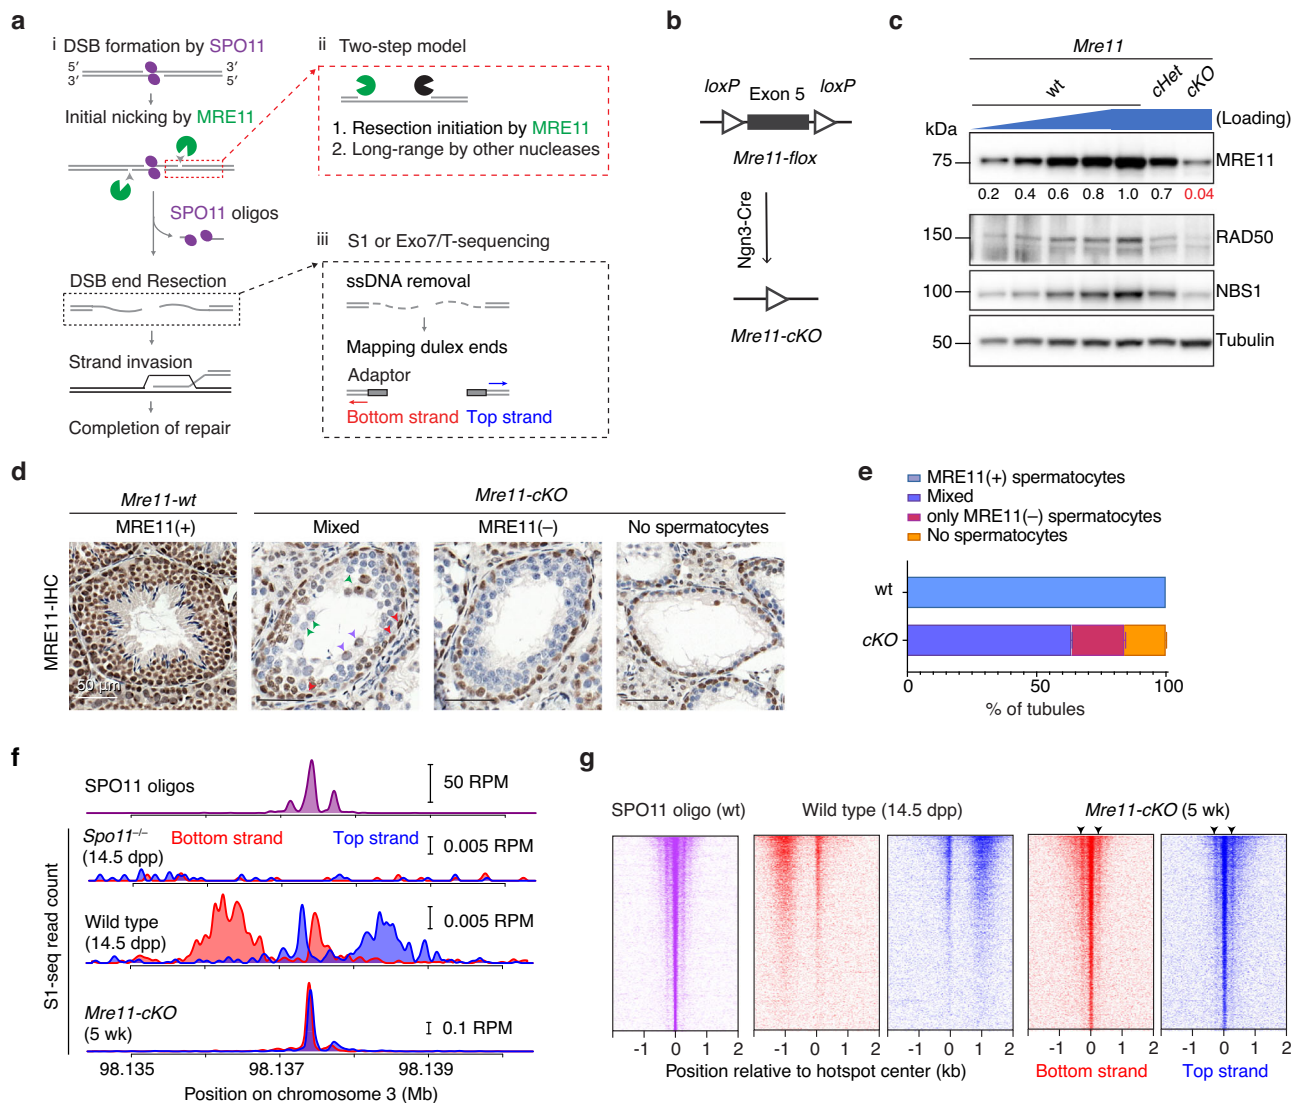 a
i DSB formation by SPO11
5′ 3′
3′ 5′
Initial nicking by MRE11
SPO11 oligos
DSB end Resection
Strand invasion
Completion of repair
ii Two-step model
1. Resection initiation by MRE11
2. Long-range by other nucleases
iii S1 or Exo7/T-sequencing
ssDNA removal
Mapping dulex ends
Adaptor
Bottom strand Top strand
b
loxP loxP
Exon 5
Mre11-flox
Ngn3-Cre
Mre11-cKO
c
Mre11
wt cHet cKO
kDa (Loading)
75 MRE11
0.2 0.4 0.6 0.8 1.0 0.7 0.04
150 RAD50
100 NBS1
50 Tubulin
d
Mre11-wt Mre11-cKO
MRE11(+) Mixed MRE11(–) No spermatocytes
MRE11-IHC
50 µm
e
MRE11(+) spermatocytes
Mixed
only MRE11(–) spermatocytes
No spermatocytes
wt
cKO
0 50 100
% of tubules
f
SPO11 oligos 50 RPM
Spo11–/– (14.5 dpp) Bottom strand Top strand 0.005 RPM
Wild type (14.5 dpp) 0.005 RPM
Mre11-cKO (5 wk) 0.1 RPM
S1-seq read count
98.135 98.137 98.139
Position on chromosome 3 (Mb)
g
SPO11 oligo (wt) Wild type (14.5 dpp) Mre11-cKO (5 wk)
-1 0 1 2 -1 0 1 2 -1 0 1 2 -1 0 1 2 -1 0 1 2
Position relative to hotspot center (kb) Bottom strand Top strand